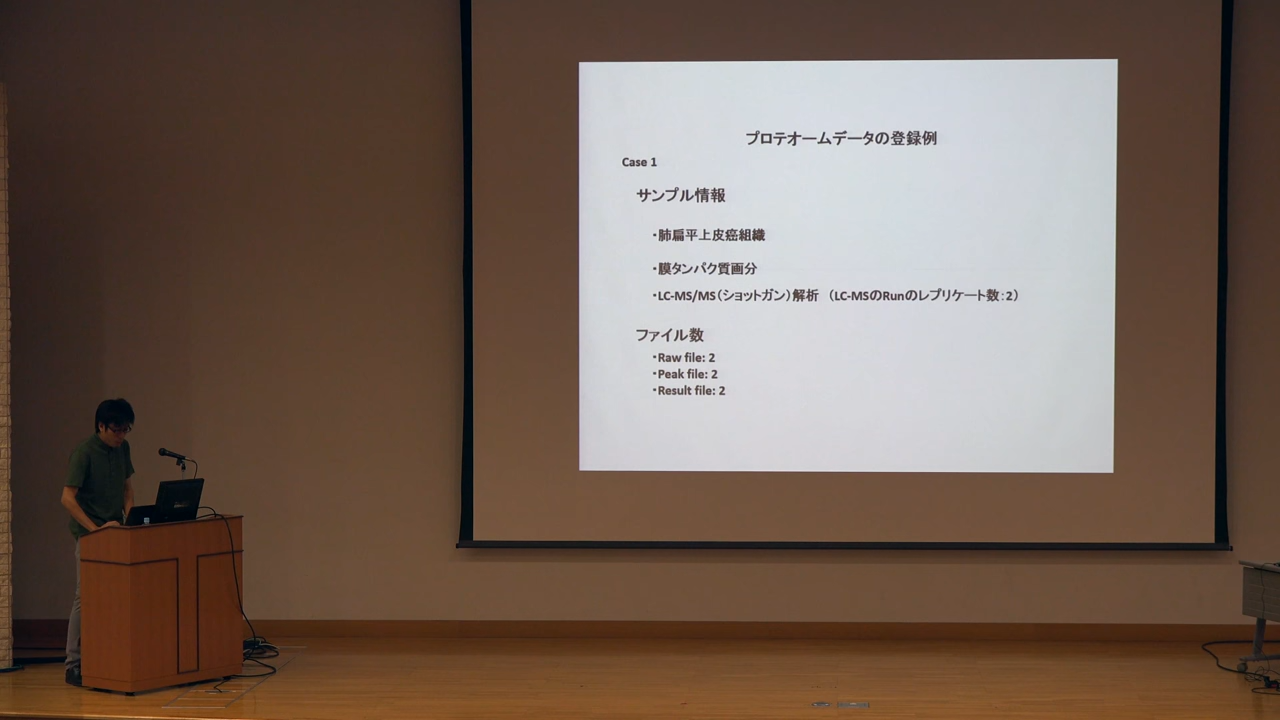 プロテオームデータの登録例
Case 1
サンプル情報
・肺扁平上皮癌組織
・膜タンパク質画分
・LC-MS/MS(ショットガン)解析 (LC-MSのRunのレプリケート数:2)
ファイル数
・Raw file: 2
・Peak file: 2
・Result file: 2